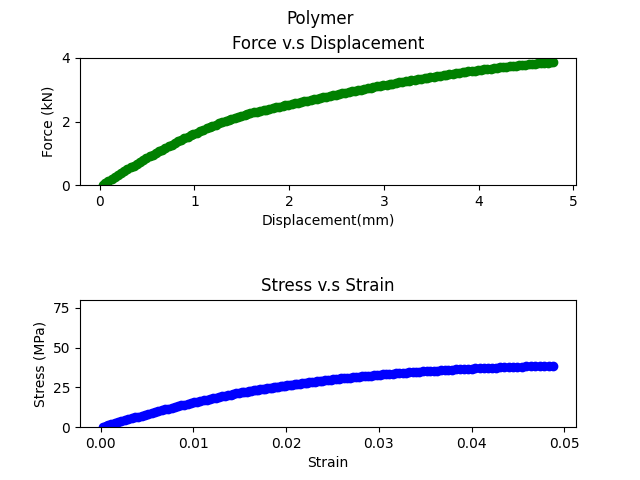 Polymer
Force v.s Displacement
4
2
0
Force (kN)
0 1 2 3 4 5
Displacement(mm)
Stress v.s Strain
75
50
25
0
Stress (MPa)
0.00 0.01 0.02 0.03 0.04 0.05
Strain